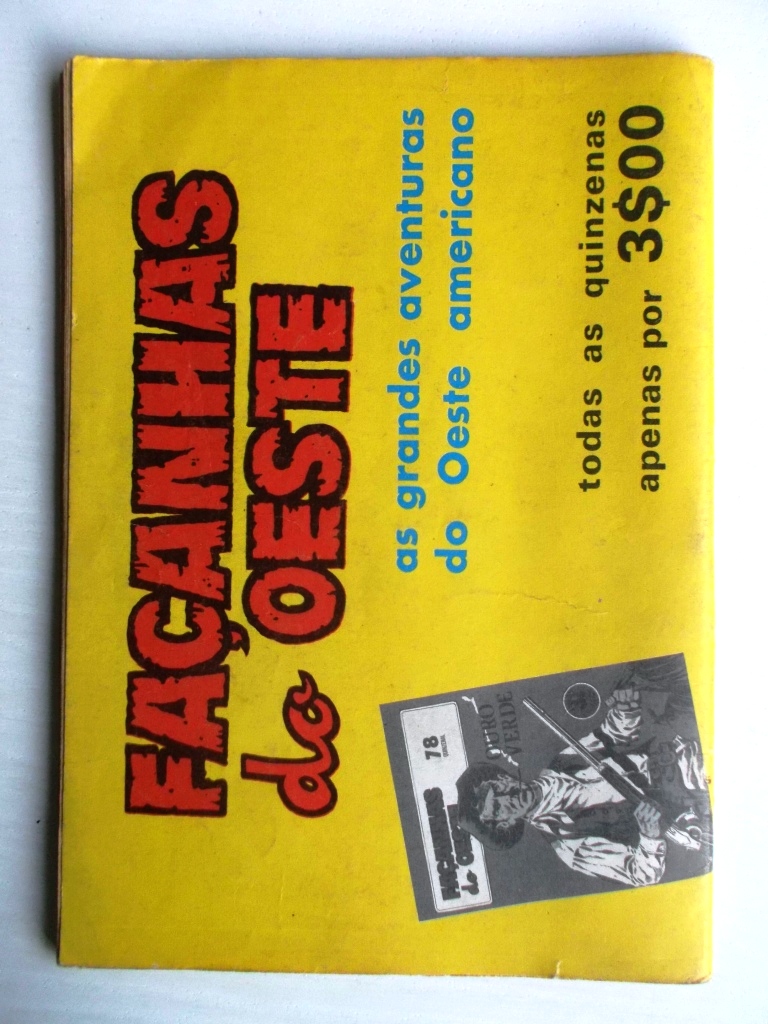 FAÇANHAS
do OESTE
as grandes aventuras
do Oeste americano
todas as quinzenas
apenas por 3$00
FAÇANHAS
do OESTE
78
OURO
VERDE